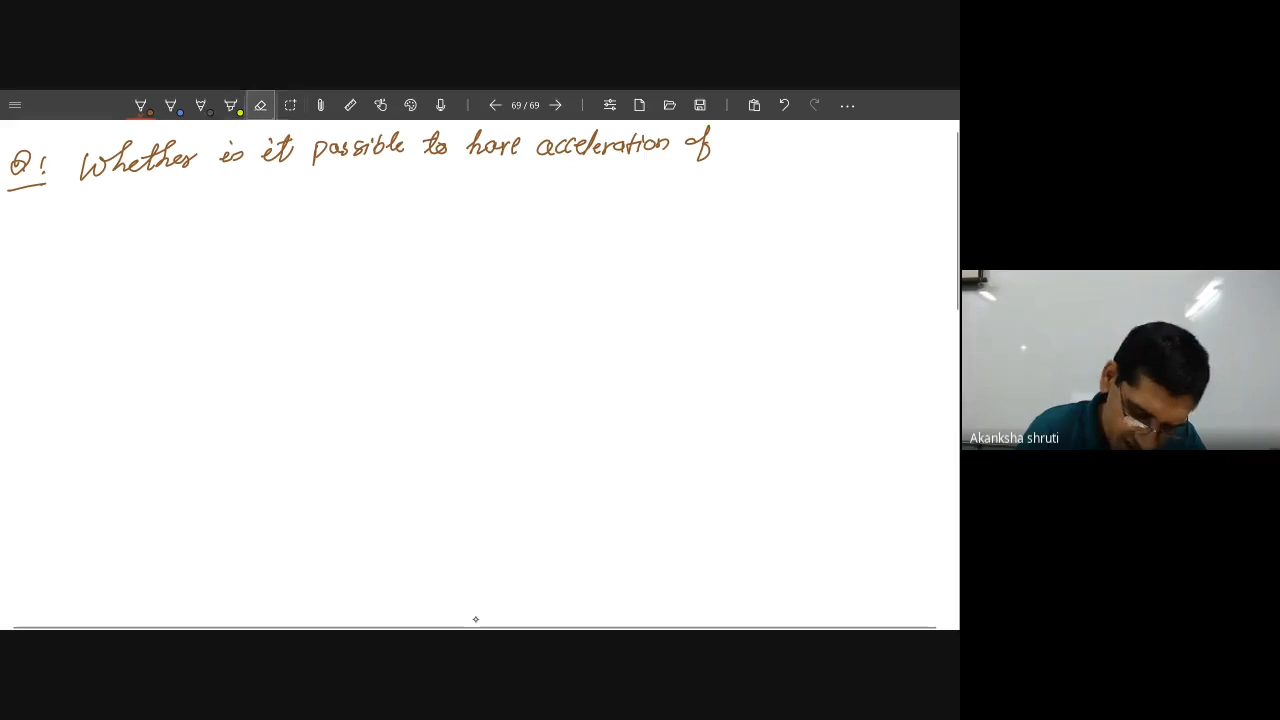 69 / 69
Q! Whether is it possible to have acceleration of
Akanksha shruti